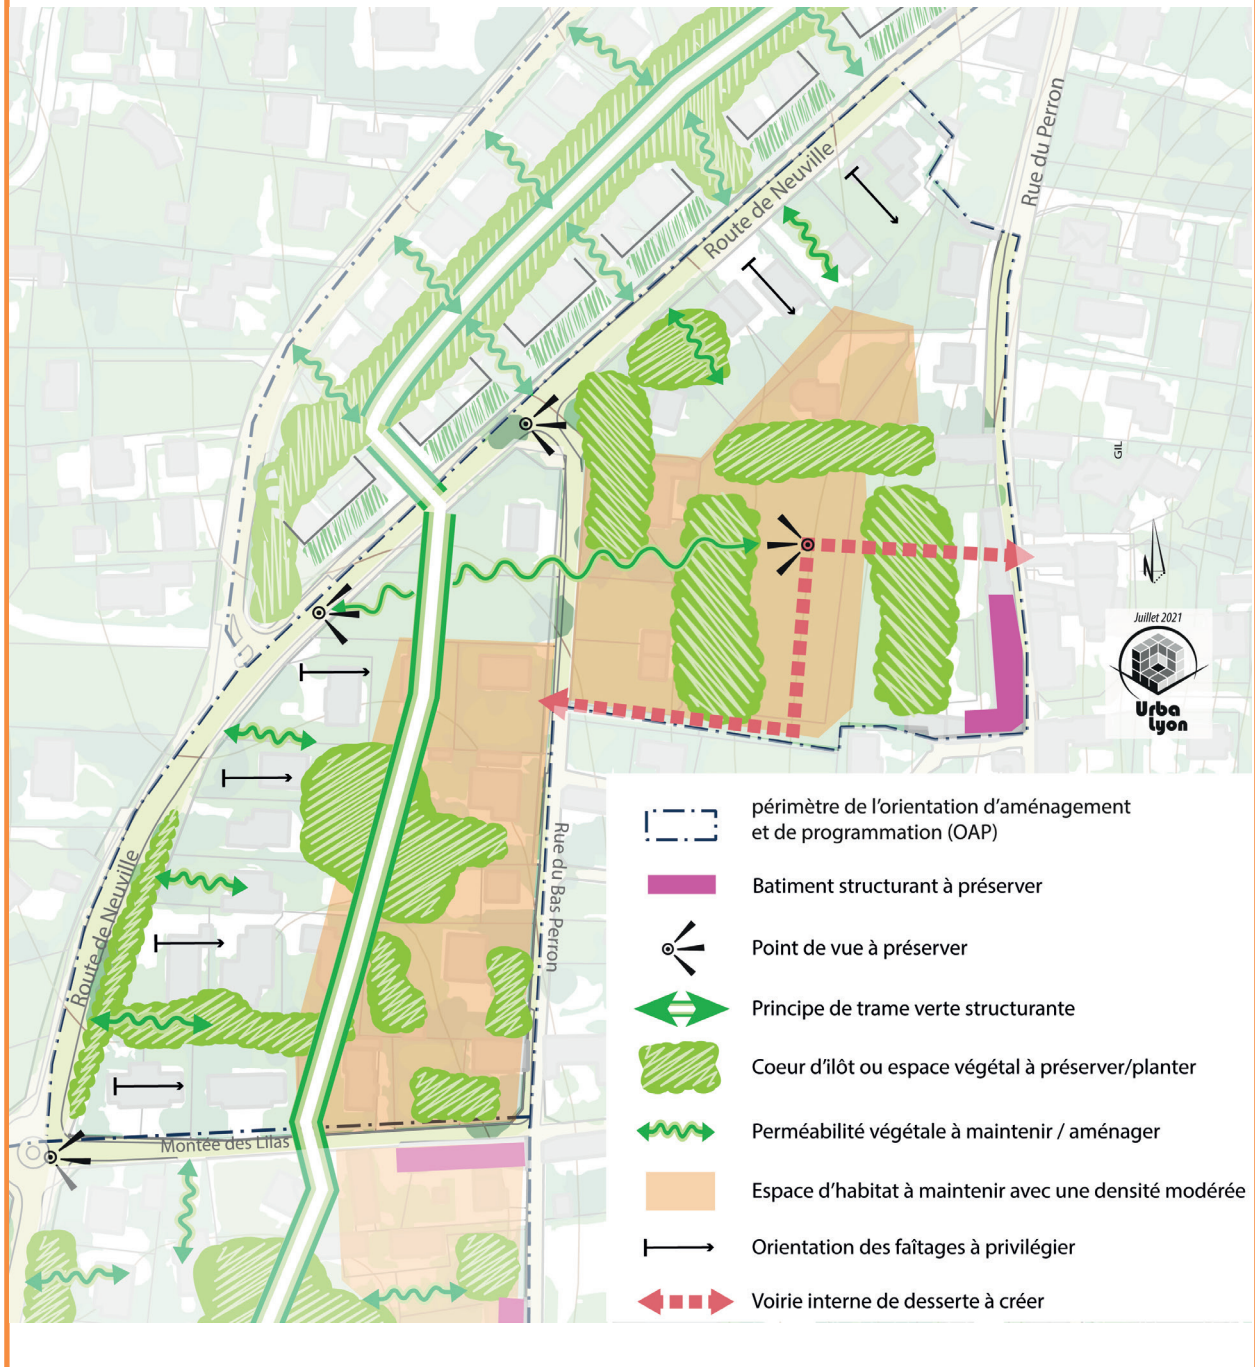 Rue du Perron
Route de Neuville
GIL
N
Juillet 2021
Urba
Lyon
Route de Neuville
Rue du Bas Perron
Montée des Lilas
périmètre de l'orientation d'aménagement
et de programmation (OAP)
Batiment structurant à préserver
Point de vue à préserver
Principe de trame verte structurante
Coeur d'ilôt ou espace végétal à préserver/planter
Perméabilité végétale à maintenir / aménager
Espace d'habitat à maintenir avec une densité modérée
Orientation des faîtages à privilégier
Voirie interne de desserte à créer